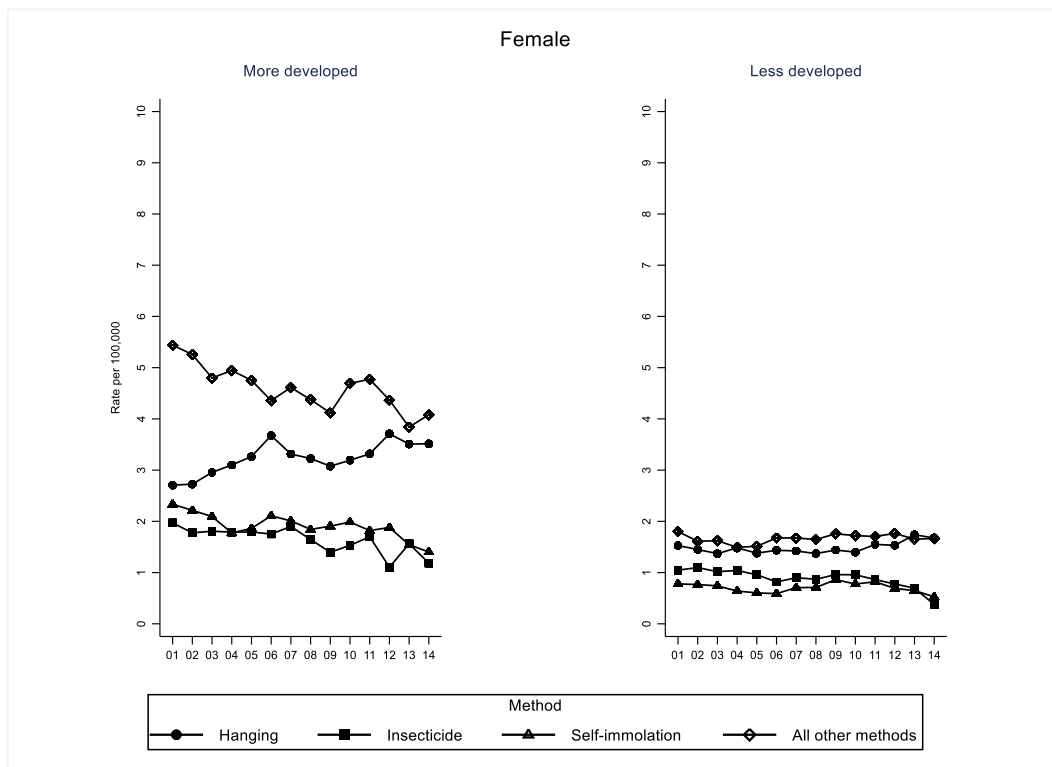 Female
More developed
Less developed
Rate per 100,000
10
9
8
7
6
5
4
3
2
1
0
01 02 03 04 05 06 07 08 09 10 11 12 13 14
10
9
8
7
6
5
4
3
2
1
0
01 02 03 04 05 06 07 08 09 10 11 12 13 14
Method
Hanging Insecticide Self-immolation All other methods